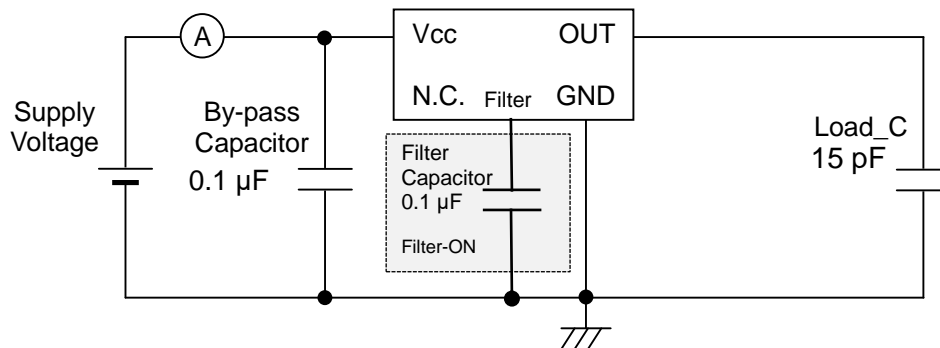 A
Vcc
OUT
N.C.
Filter
GND
Supply
Voltage
By-pass
Capacitor
0.1 µF
Filter
Capacitor
0.1 µF
Filter-ON
Load_C
15 pF